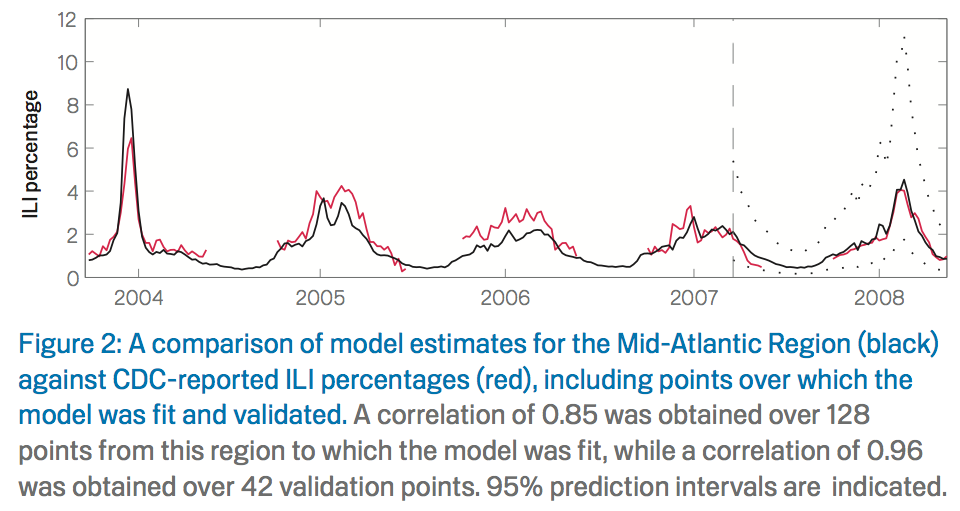 12
10
8
6
4
2
0
ILI percentage
2004 2005 2006 2007 2008
Figure 2: A comparison of model estimates for the Mid-Atlantic Region (black)
against CDC-reported ILI percentages (red), including points over which the
model was fit and validated. A correlation of 0.85 was obtained over 128
points from this region to which the model was fit, while a correlation of 0.96
was obtained over 42 validation points. 95% prediction intervals are indicated.